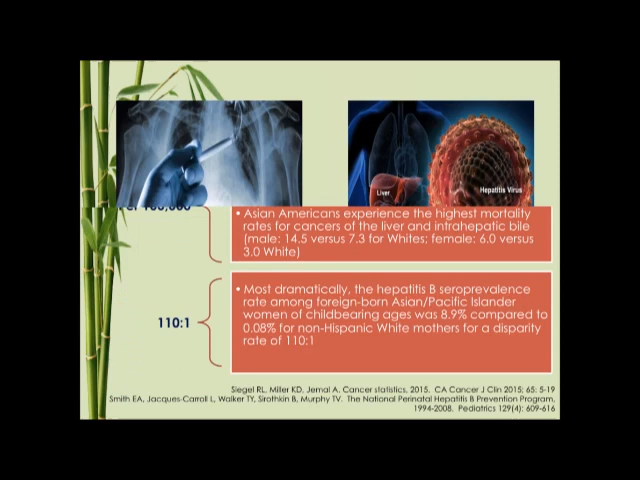 Liver
Hepatitis Virus
100,000
• Asian Americans experience the highest mortality
rates for cancers of the liver and intrahepatic bile
(male: 14.5 versus 7.3 for Whites; female: 6.0 versus
3.0 White)
110:1
• Most dramatically, the hepatitis B seroprevalence
rate among foreign-born Asian/Pacific Islander
women of childbearing ages was 8.9% compared to
0.08% for non-Hispanic White mothers for a disparity
rate of 110:1
Siegel RL, Miller KD, Jemal A. Cancer statistics, 2015. CA Cancer J Clin 2015; 65: 5-19
Smith EA, Jacques-Carroll L, Walker TY, Sirothkin B, Murphy TV. The National Perinatal Hepatitis B Prevention Program,
1994-2008. Pediatrics 129(4): 609-616